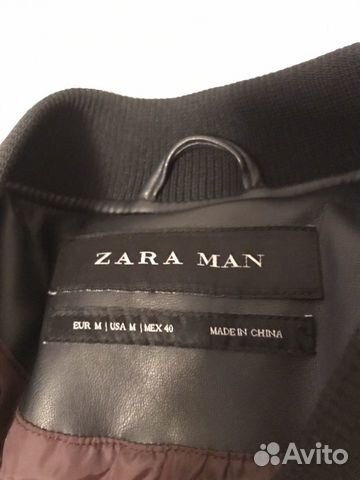 ZARA MAN
EUR M | USA M | MEX 40 MADE IN CHINA
Avito